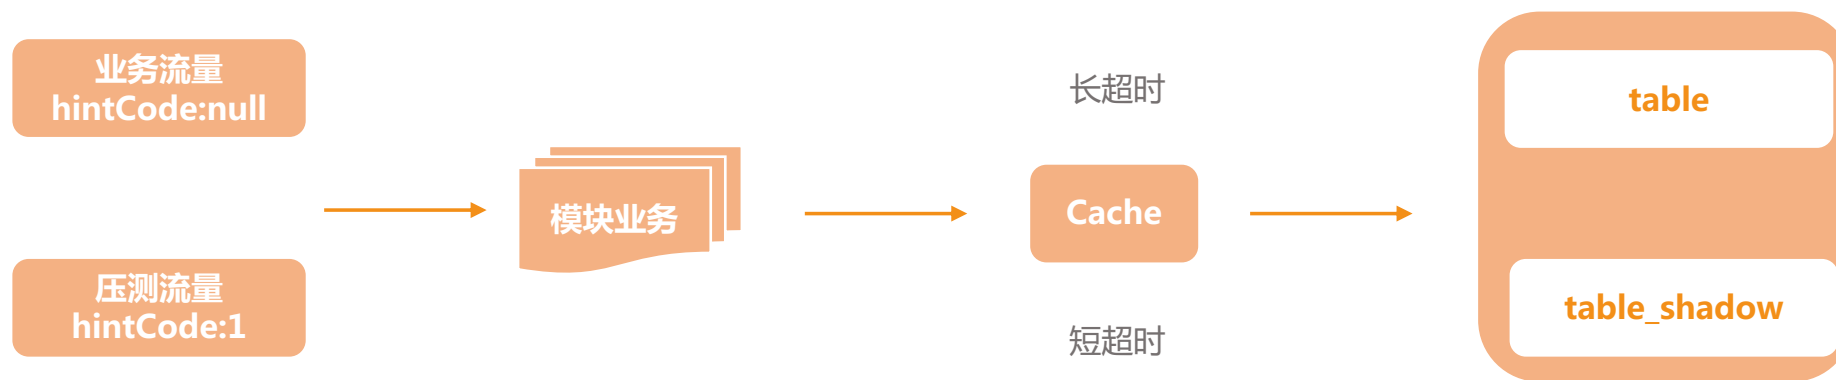 业务流量
hintCode:null
压测流量
hintCode:1
模块业务
长超时
Cache
短超时
table
table_shadow